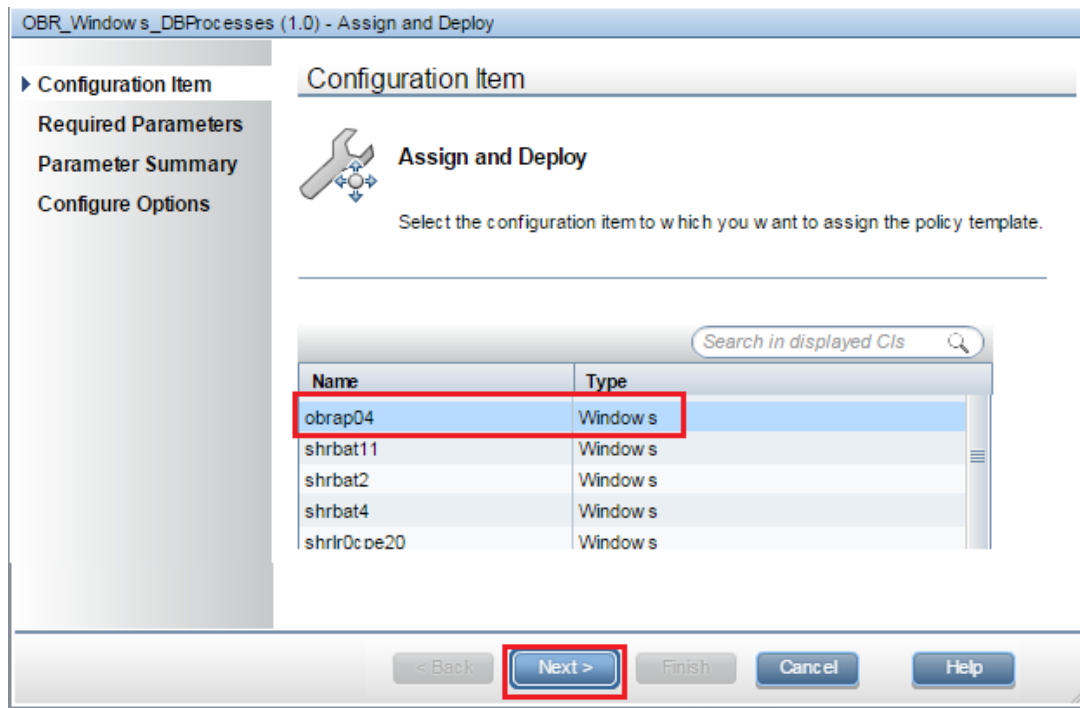 OBR_Windows_DBProcesses (1.0) - Assign and Deploy
Configuration Item
Required Parameters
Parameter Summary
Configure Options
Configuration Item
Assign and Deploy
Select the configuration item to which you want to assign the policy template.
Search in displayed CIs
Name Type
obrap04 Windows
shrbat11 Windows
shrbat2 Windows
shrbat4 Windows
shrlr0cpe20 Windows
< Back Next > Finish Cancel Help